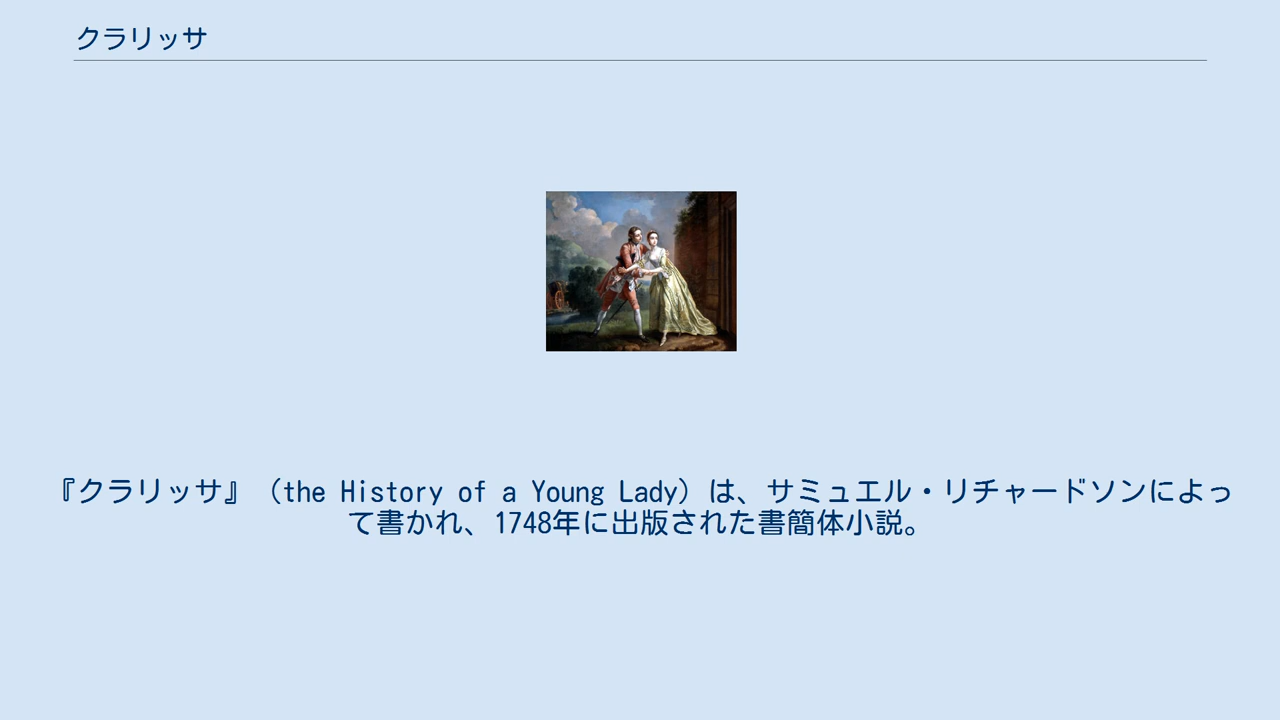 クラリッサ
『クラリッサ』（the History of a Young Lady）は、サミュエル・リチャードソンによっ
て書かれ、1748年に出版された書簡体小説。